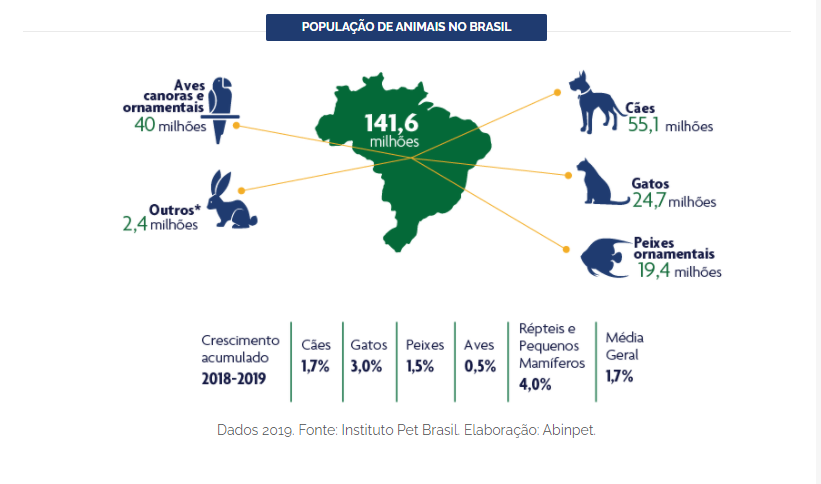 POPULAÇÃO DE ANIMAIS NO BRASIL
Aves
canoras e
ornamentais
40 milhões
141,6
milhões
Cães
55,1 milhões
Gatos
24,7 milhões
Outros*
2,4 milhões
Peixes
ornamentais
19,4 milhões
Crescimento
acumulado
2018-2019
Cães
1,7%
Gatos
3,0%
Peixes
1,5%
Aves
0,5%
Répteis e
Pequenos
Mamíferos
4,0%
Média
Geral
1,7%
Dados 2019. Fonte: Instituto Pet Brasil. Elaboração: Abinpet.